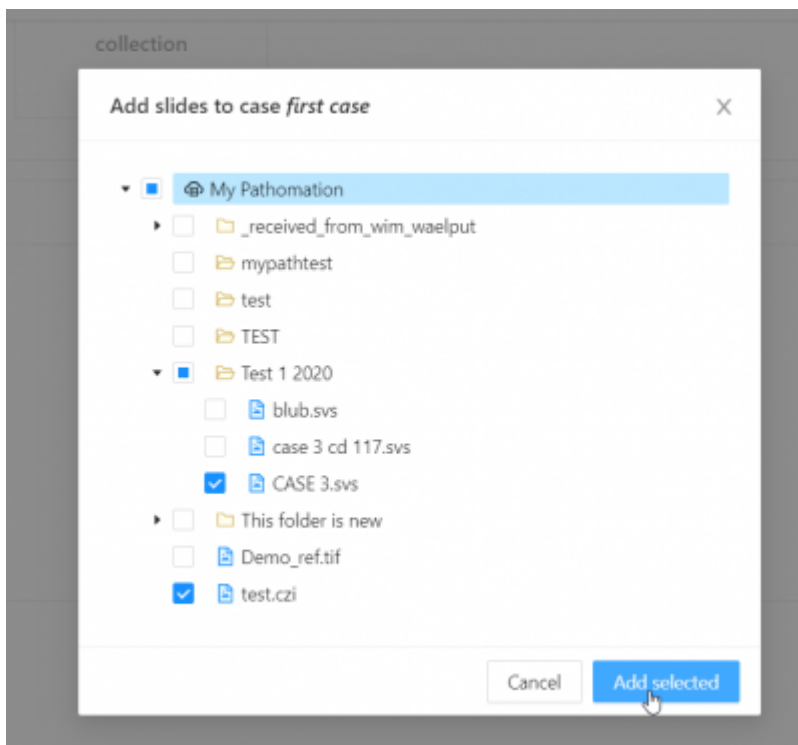 collection
Add slides to case first case
My Pathomation
_received_from_wim_waelput
mypathtest
test
TEST
Test 1 2020
blub.svs
case 3 cd 117.svs
CASE 3.svs
This folder is new
Demo_ref.tif
test.czi
Cancel
Add selected